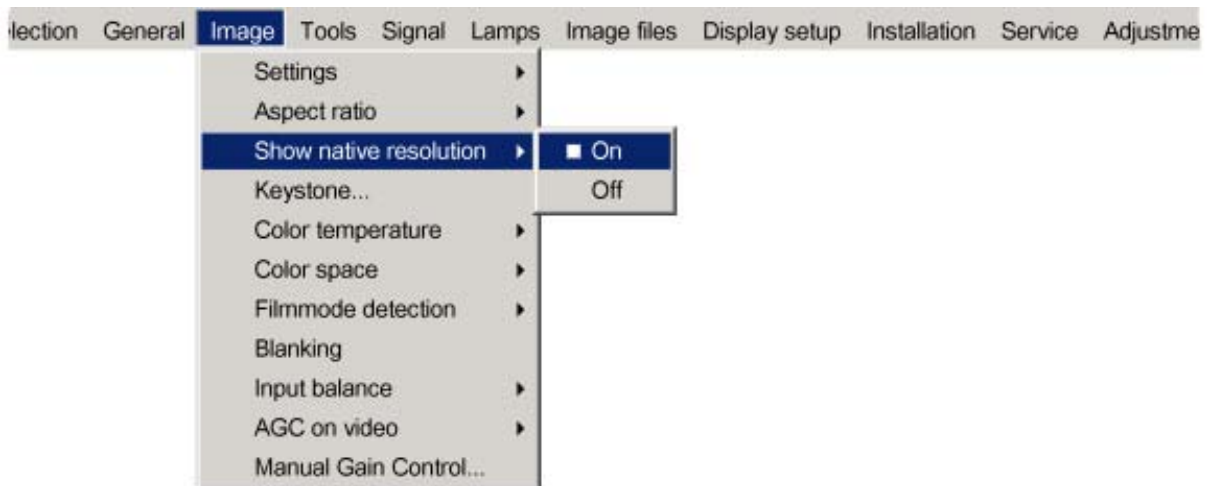 lection General Image Tools Signal Lamps Image files Display setup Installation Service Adjustme
Settings
Aspect ratio
Show native resolution
On
Off
Keystone...
Color temperature
Color space
Filmmode detection
Blanking
Input balance
AGC on video
Manual Gain Control...